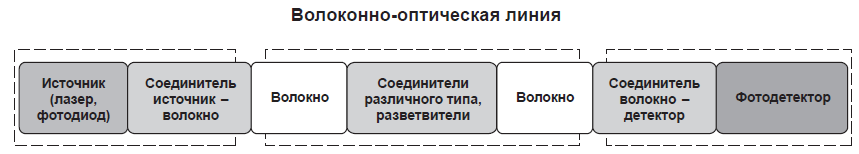 Волоконно-оптическая линия
Источник
(лазер,
фотодиод)
Соединитель
источник –
волокно
Волокно
Соединители
различного типа,
разветвители
Волокно
Соединитель
волокно –
детектор
Фотодетектор